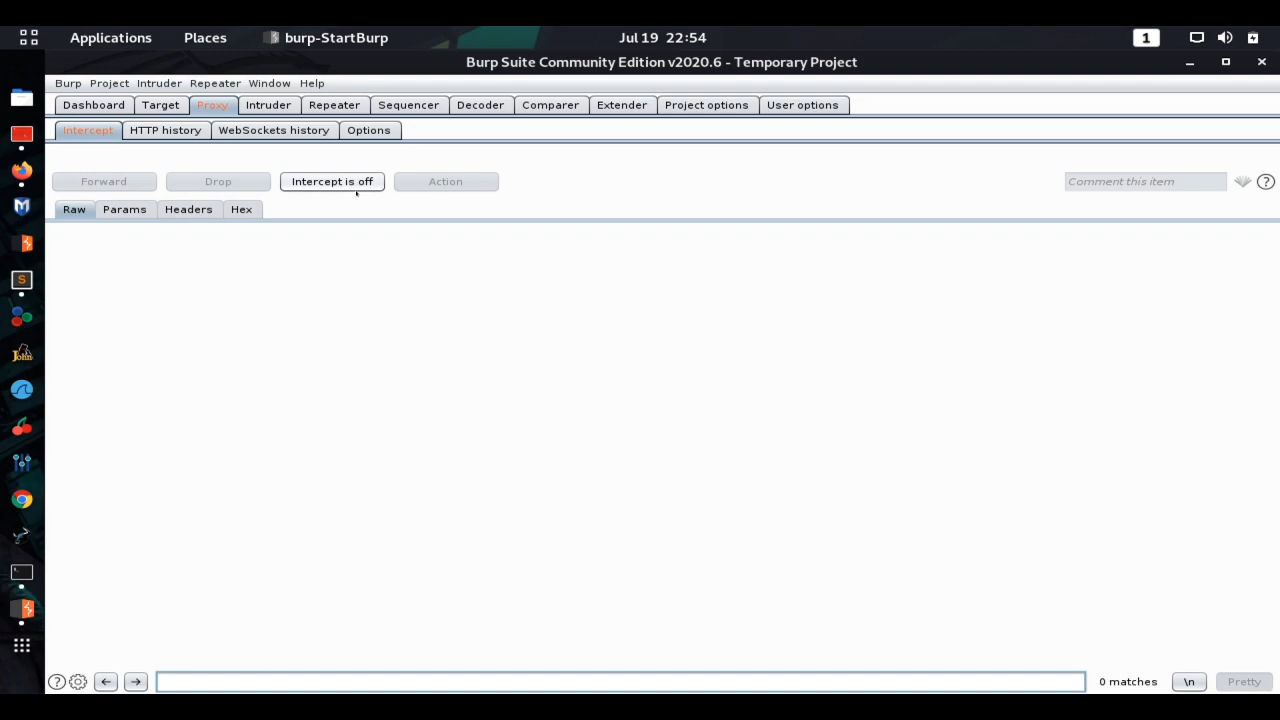 Applications Places burp-StartBurp Jul 19 22:54 1
Burp Suite Community Edition v2020.6 - Temporary Project
Burp Project Intruder Repeater Window Help
Dashboard Target Proxy Intruder Repeater Sequencer Decoder Comparer Extender Project options User options
Intercept HTTP history WebSockets history Options
Forward Drop Intercept is off Action Comment this item ?
Raw Params Headers Hex
S
John
? 0 matches \n Pretty